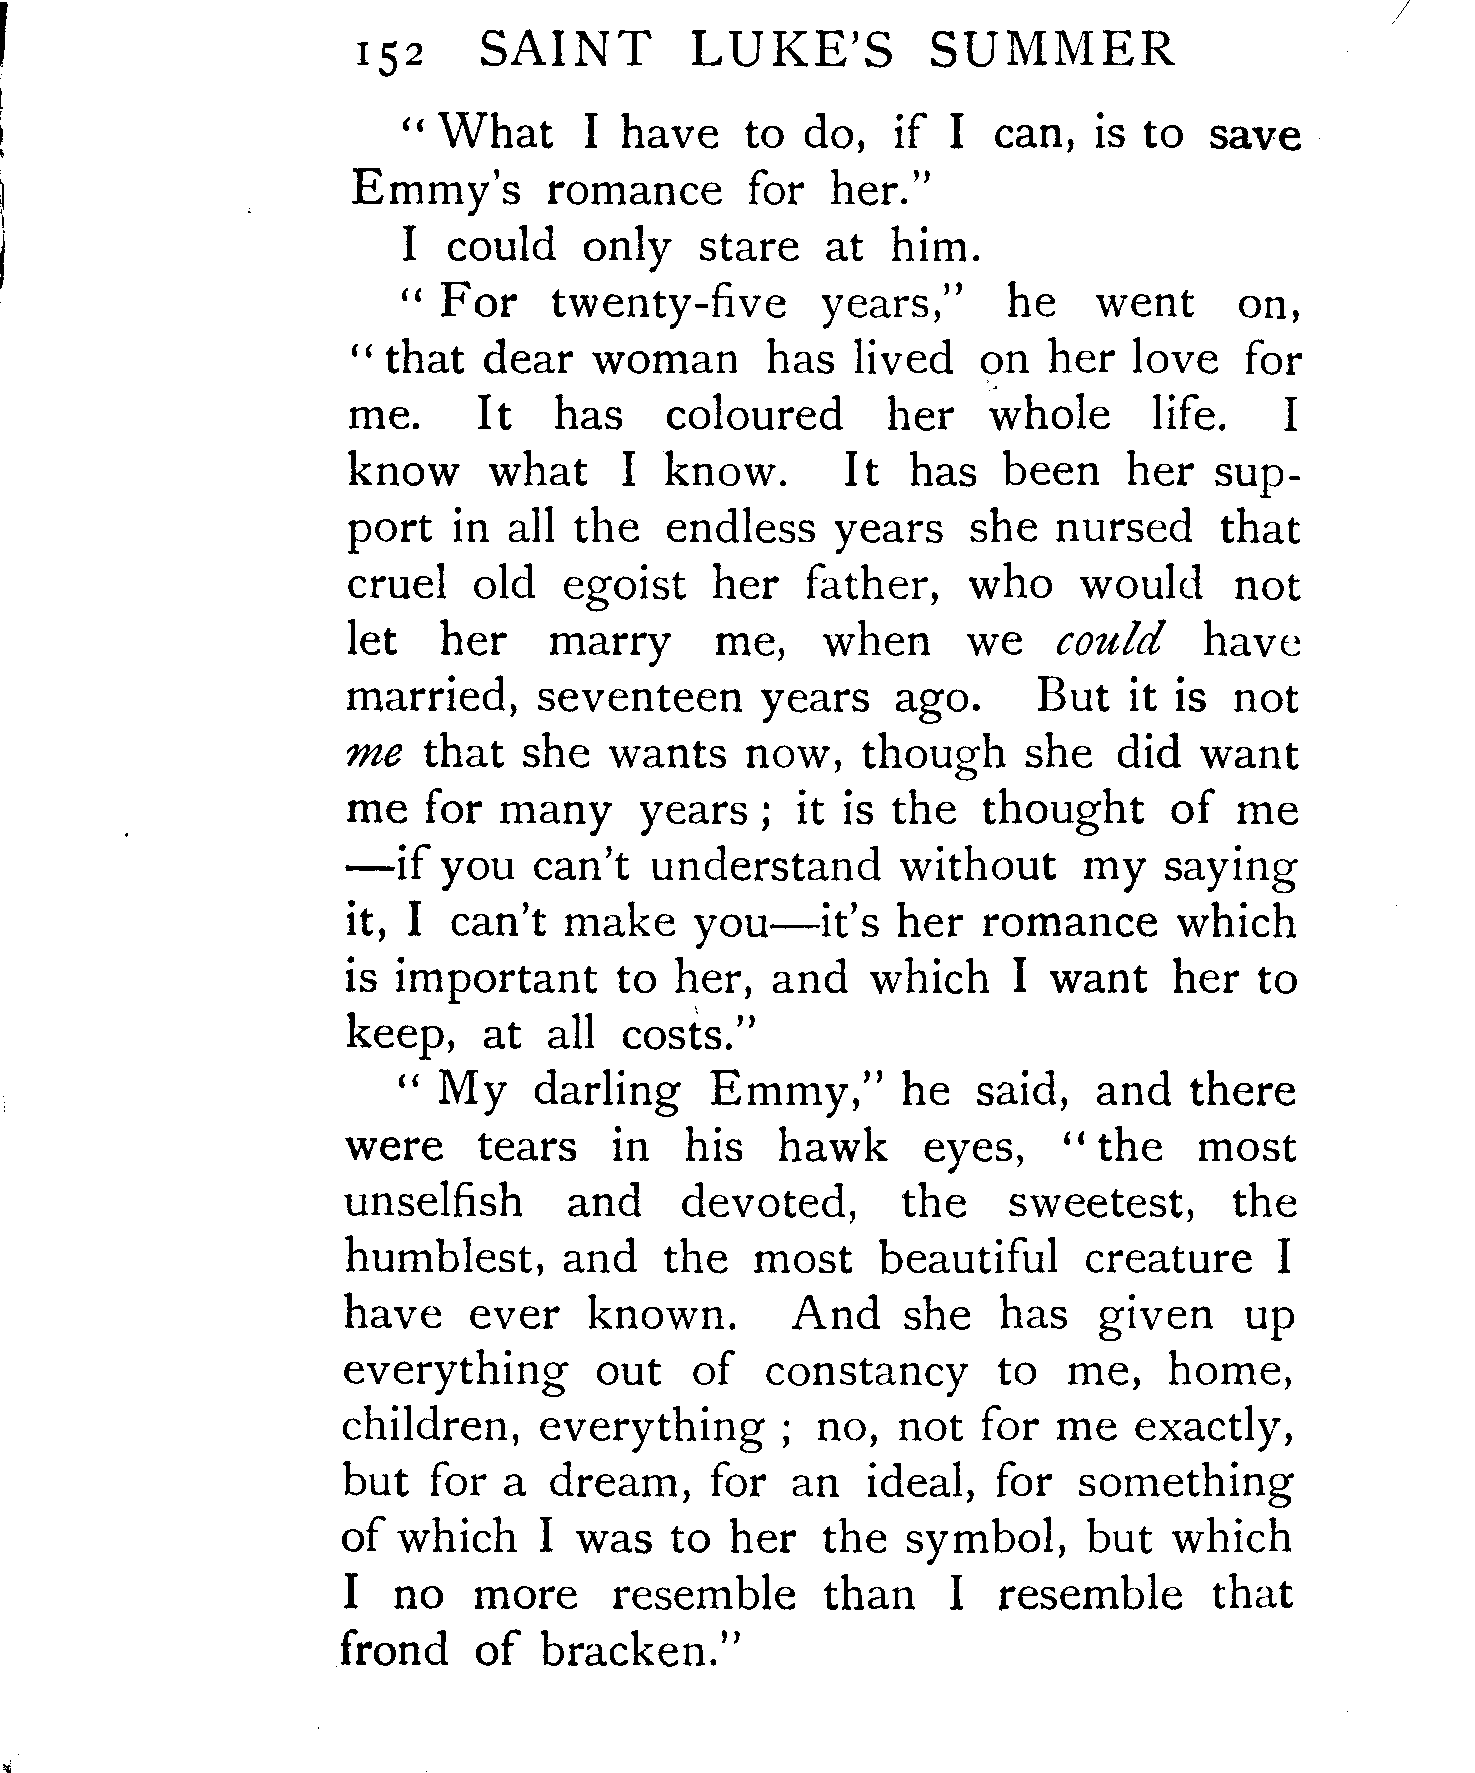 152 SAINT LUKE'S SUMMER
"What I have to do, if I can, is to save
Emmy's romance for her."
I could only stare at him.
"For twenty-five years," he went on,
"that dear woman has lived on her love for
me. It has coloured her whole life. I
know what I know. It has been her sup-
port in all the endless years she nursed that
cruel old egoist her father, who would not
let her marry me, when we could have
married, seventeen years ago. But it is not
me that she wants now, though she did want
me for many years; it is the thought of me
—if you can't understand without my saying
it, I can't make you—it's her romance which
is important to her, and which I want her to
keep, at all costs."
"My darling Emmy," he said, and there
were tears in his hawk eyes, "the most
unselfish and devoted, the sweetest, the
humblest, and the most beautiful creature I
have ever known. And she has given up
everything out of constancy to me, home,
children, everything; no, not for me exactly,
but for a dream, for an ideal, for something
of which I was to her the symbol, but which
I no more resemble than I resemble that
frond of bracken."